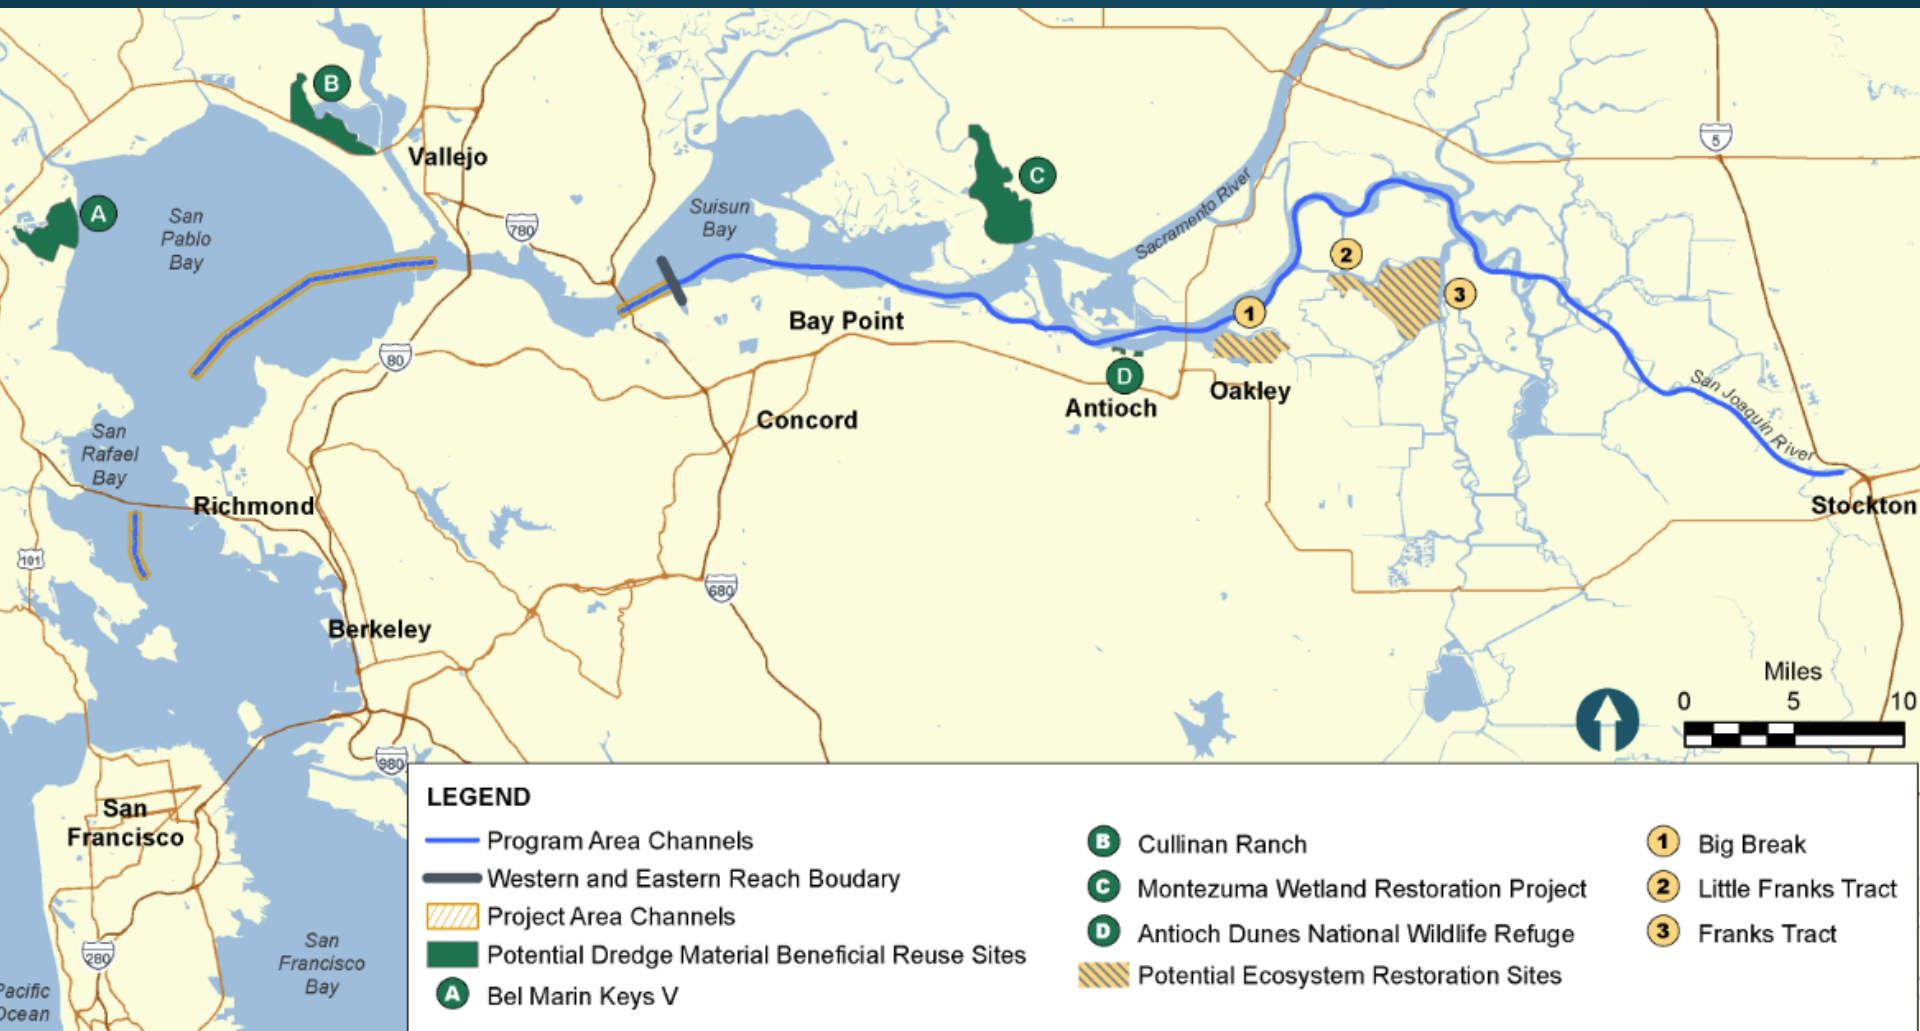 B
Vallejo
5
A
San
Pablo
Bay
780
Suisun
Bay
C
Sacramento River
2
3
1
Bay Point
80
D
Oakley
Antioch
Concord
San Joaquin River
San
Rafael
Bay
Richmond
Stockton
101
680
Berkeley
Miles
0 5 10
980
San
Francisco
280
San
Francisco
Bay
Pacific
Ocean
LEGEND
Program Area Channels
Western and Eastern Reach Boudary
Project Area Channels
Potential Dredge Material Beneficial Reuse Sites
A Bel Marin Keys V
B Cullinan Ranch
C Montezuma Wetland Restoration Project
D Antioch Dunes National Wildlife Refuge
Potential Ecosystem Restoration Sites
1 Big Break
2 Little Franks Tract
3 Franks Tract